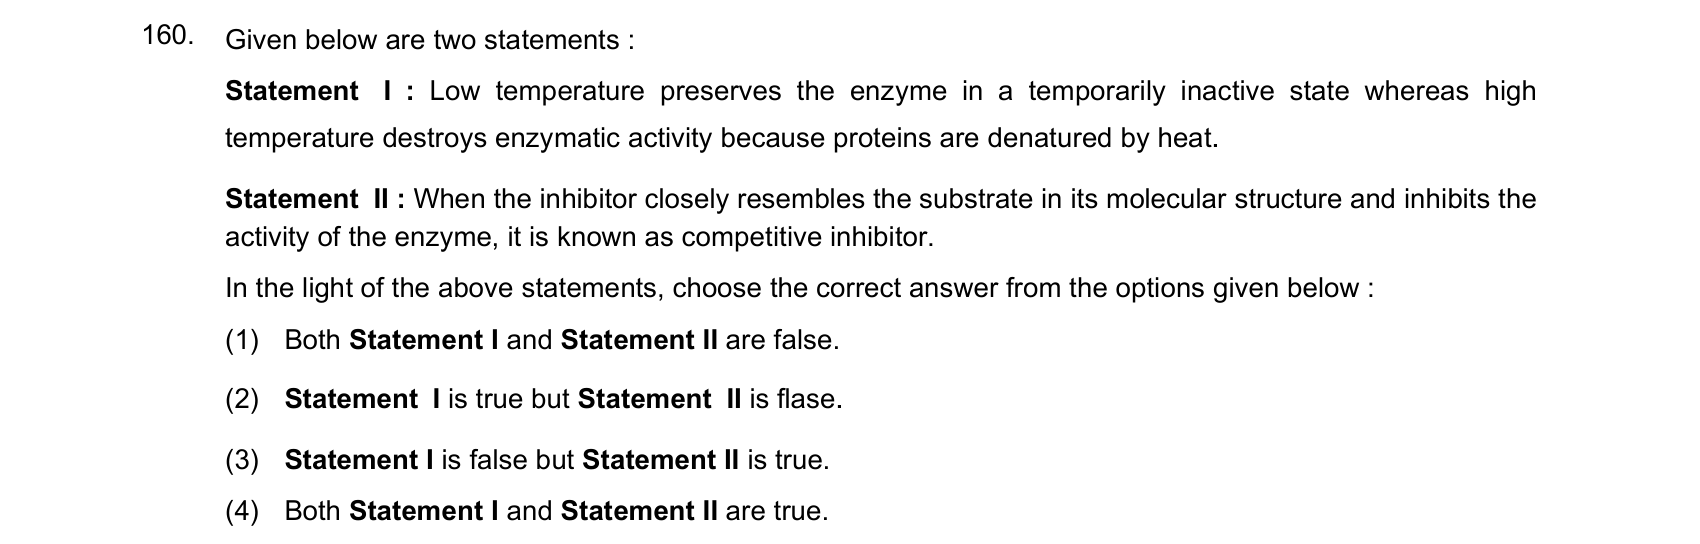 160. Given below are two statements :
Statement I : Low temperature preserves the enzyme in a temporarily inactive state whereas high
temperature destroys enzymatic activity because proteins are denatured by heat.
Statement II : When the inhibitor closely resembles the substrate in its molecular structure and inhibits the
activity of the enzyme, it is known as competitive inhibitor.
In the light of the above statements, choose the correct answer from the options given below :
(1) Both Statement I and Statement II are false.
(2) Statement I is true but Statement II is flase.
(3) Statement I is false but Statement II is true.
(4) Both Statement I and Statement II are true.